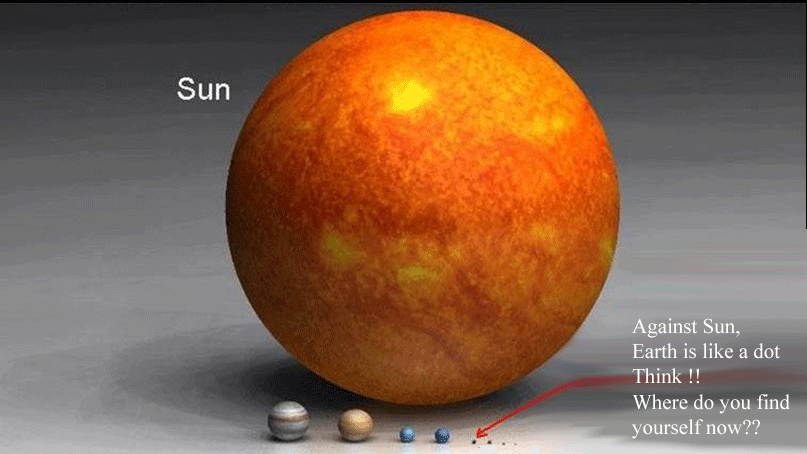 Sun
Against Sun,
Earth is like a dot
Think !!
Where do you find
yourself now??